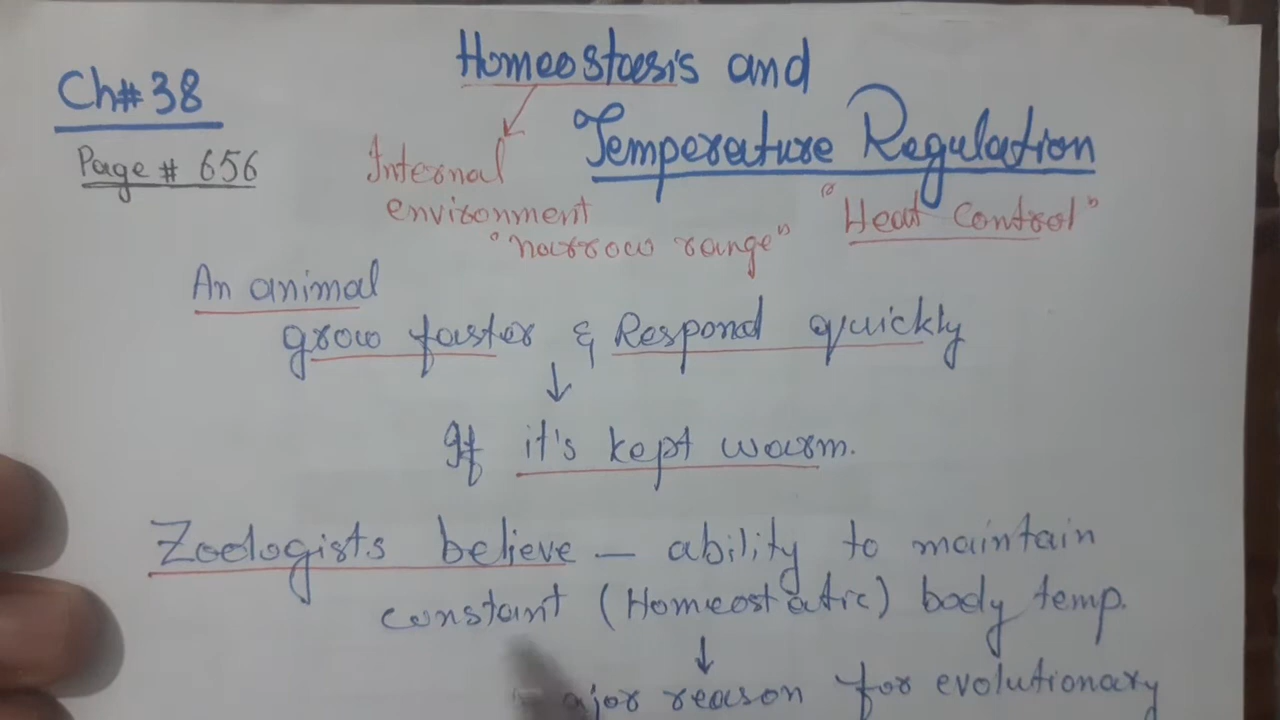 Homeostasis and
Ch# 38
Temperature Regulation
Page # 656
Internal
environment
"narrow range"
"Heat Control"
An animal
grow faster & Respond quickly
↓
If it's kept warm.
Zoologists believe – ability to maintain
constant (Homeostatic) body temp.
↓
reason for evolutionary